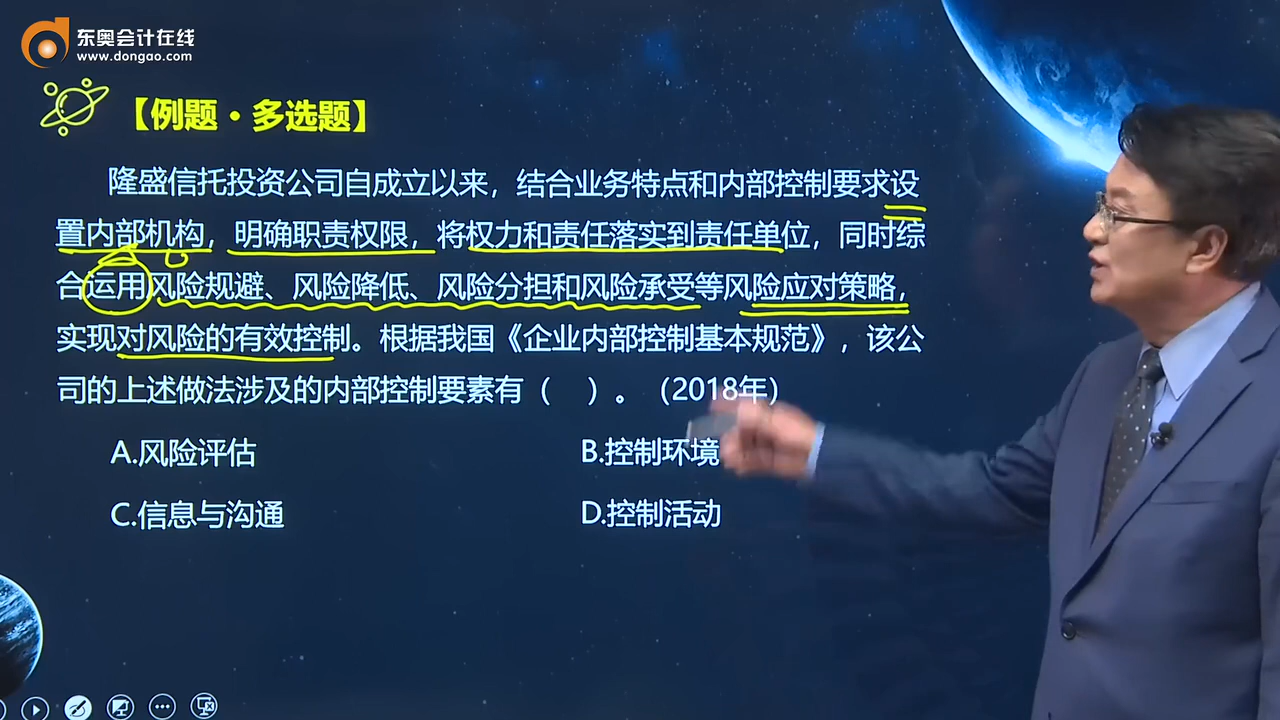 东奥会计在线
www.dongao.com
【例题·多选题】
隆盛信托投资公司自成立以来，结合业务特点和内部控制要求设
置内部机构，明确职责权限，将权力和责任落实到责任单位，同时综
合运用风险规避、风险降低、风险分担和风险承受等风险应对策略，
实现对风险的有效控制。根据我国《企业内部控制基本规范》，该公
司的上述做法涉及的内部控制要素有（　）。（2018年）
A.风险评估
B.控制环境
C.信息与沟通
D.控制活动